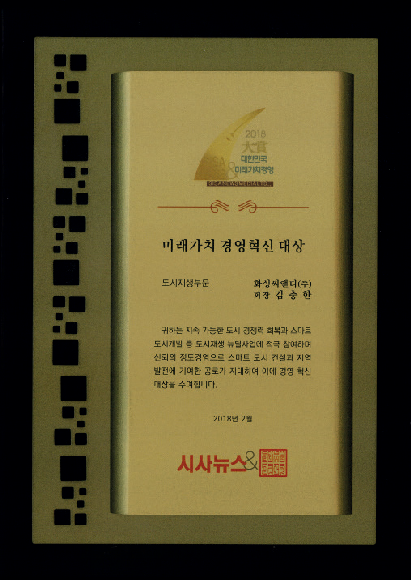 2018
大賞
대한민국
미래가치경영
미래가치 경영혁신 대상
도시재생부문
화성씨앤디(주)
회장 김승한
귀하는 지속 가능한 도시 경쟁력 회복과 스마트
도시개발 등 도시재생 뉴딜사업에 적극 참여하여
신뢰와 정도경영으로 스마트 도시 건설과 지역
발전에 기여한 공로가 지대하여 이에 경영 혁신
대상을 수여합니다.
2018년 2월
시사뉴스&